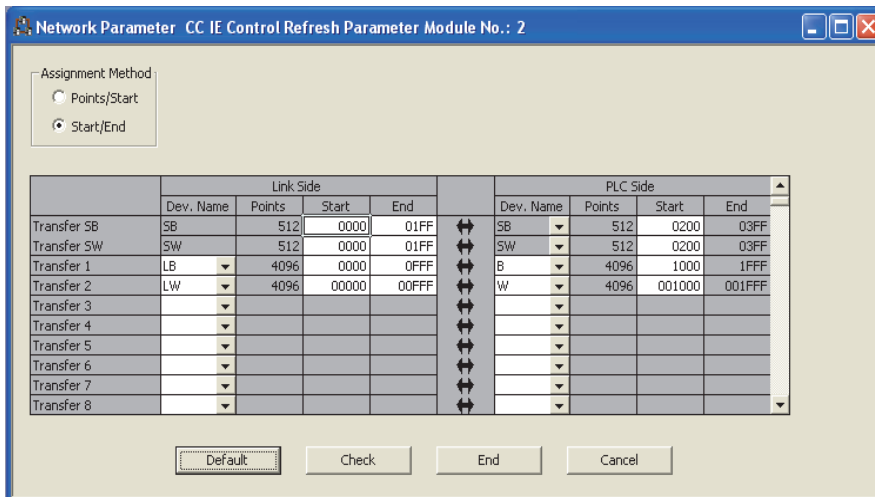 Network Parameter CC IE Control Refresh Parameter Module No.: 2
Assignment Method
Points/Start
Start/End
Link Side PLC Side
Dev. Name Points Start End Dev. Name Points Start End
Transfer SB SB 512 0000 01FF SB 512 0200 03FF
Transfer SW SW 512 0000 01FF SW 512 0200 03FF
Transfer 1 LB 4096 0000 0FFF B 4096 1000 1FFF
Transfer 2 LW 4096 00000 00FFF W 4096 001000 001FFF
Transfer 3
Transfer 4
Transfer 5
Transfer 6
Transfer 7
Transfer 8
Default Check End Cancel